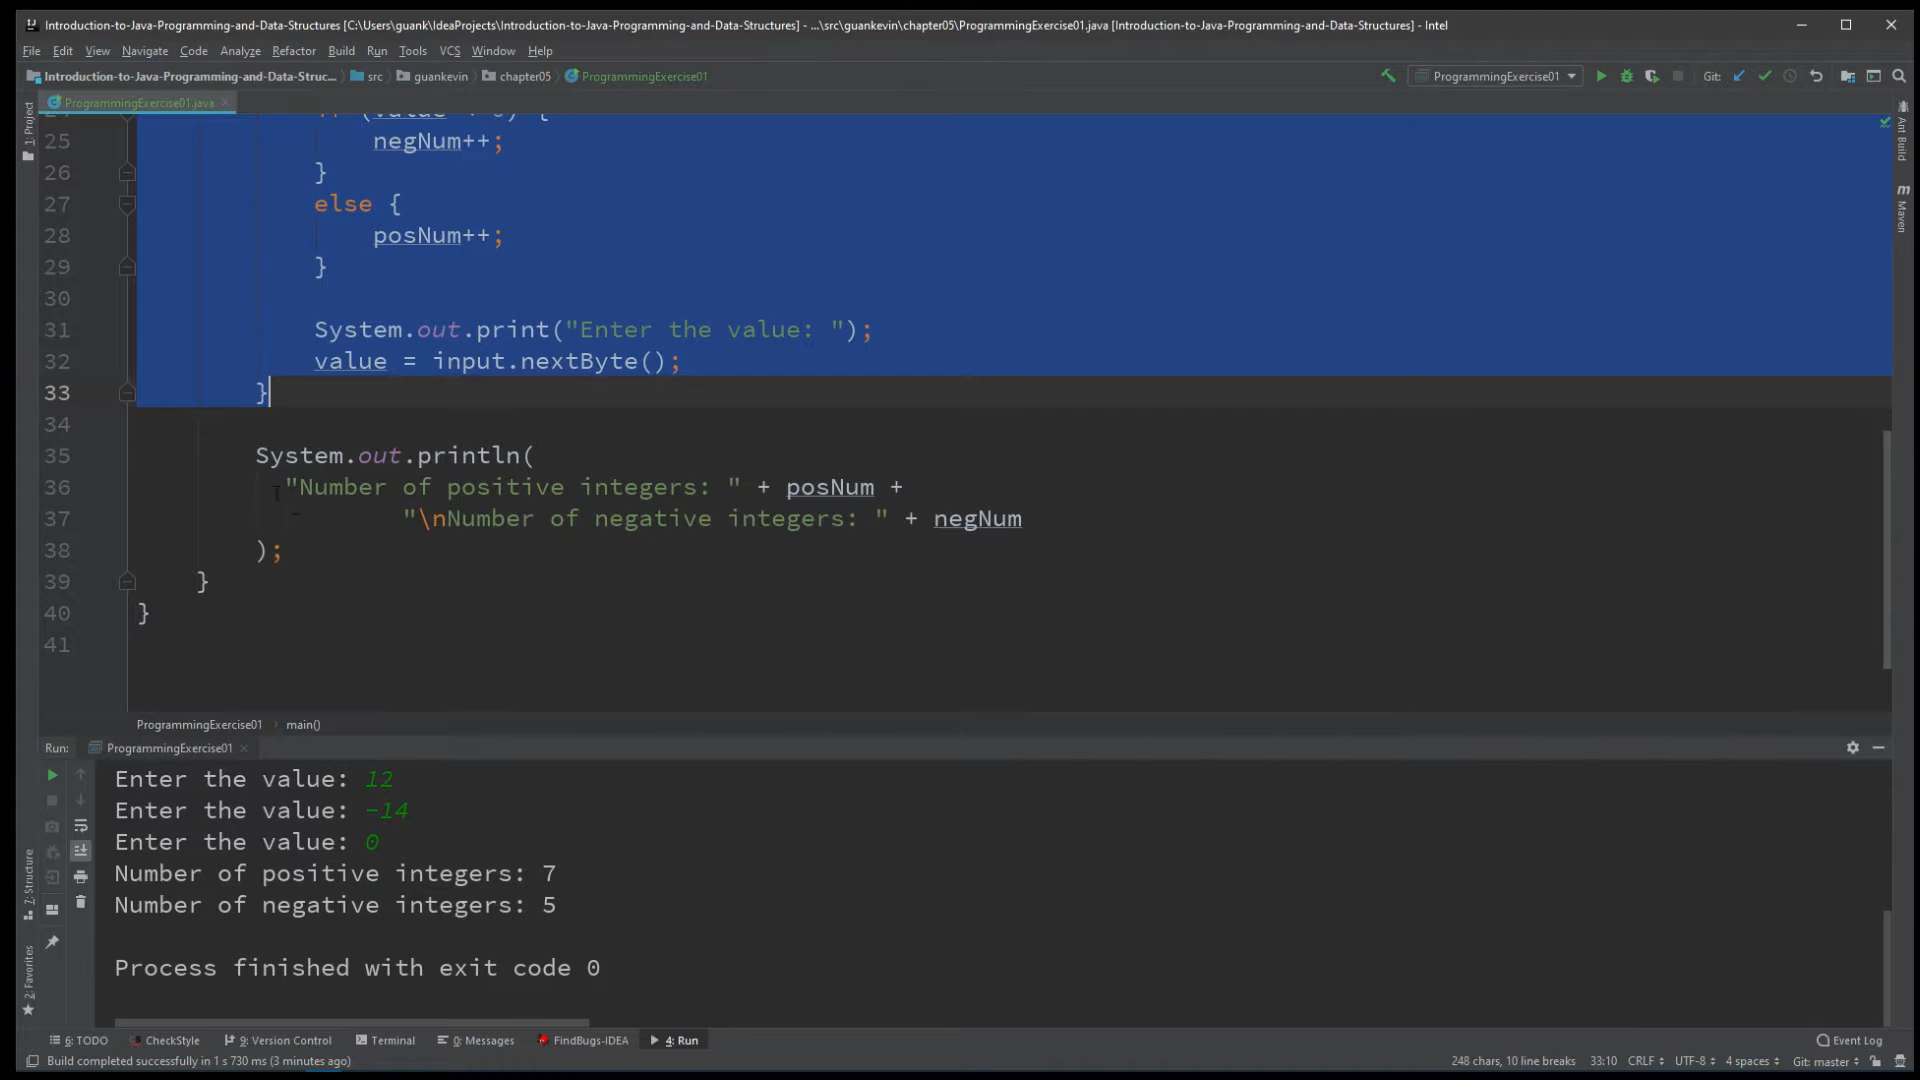 Introduction-to-Java-Programming-and-Data-Structures [C:\Users\guank\IdeaProjects\Introduction-to-Java-Programming-and-Data-Structures] - ...\src\guankevin\chapter05\ProgrammingExercise01.java [Introduction-to-Java-Programming-and-Data-Structures] - Intel
File Edit View Navigate Code Analyze Refactor Build Run Tools VCS Window Help
Introduction-to-Java-Programming-and-Data-Struc... src guankevin chapter05 ProgrammingExercise01 ProgrammingExercise01 Git:
ProgrammingExercise01.java
1: Project
Ant Build
Maven
25 negNum++;
26 }
27 else {
28 posNum++;
29 }
30
31 System.out.print("Enter the value: ");
32 value = input.nextByte();
33 }
34
35 System.out.println(
36 "Number of positive integers: " + posNum +
37 "\nNumber of negative integers: " + negNum
38 );
39 }
40 }
41
ProgrammingExercise01 main()
Run: ProgrammingExercise01
Enter the value: 12
Enter the value: -14
Enter the value: 0
Number of positive integers: 7
Number of negative integers: 5
Process finished with exit code 0
7: Structure
2: Favorites
6: TODO CheckStyle 9: Version Control Terminal 0: Messages FindBugs-IDEA 4: Run Event Log
Build completed successfully in 1 s 730 ms (3 minutes ago) 248 chars, 10 line breaks 33:10 CRLF UTF-8 4 spaces Git: master